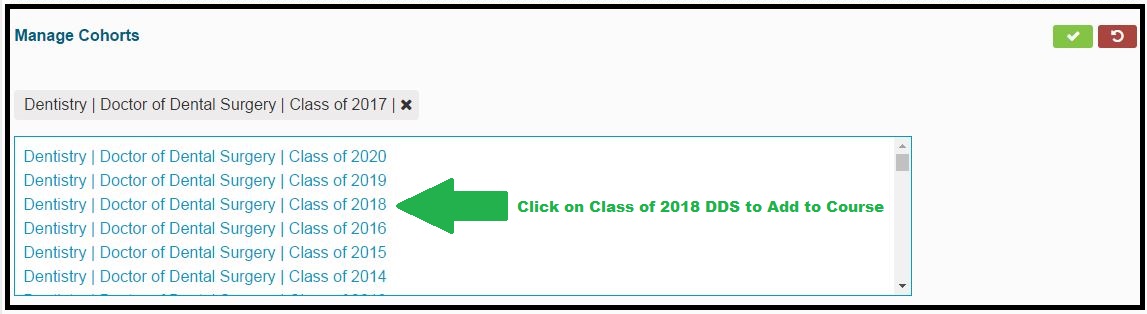 Manage Cohorts
Dentistry | Doctor of Dental Surgery | Class of 2017 | ✖
Dentistry | Doctor of Dental Surgery | Class of 2020
Dentistry | Doctor of Dental Surgery | Class of 2019
Dentistry | Doctor of Dental Surgery | Class of 2018
Click on Class of 2018 DDS to Add to Course
Dentistry | Doctor of Dental Surgery | Class of 2016
Dentistry | Doctor of Dental Surgery | Class of 2015
Dentistry | Doctor of Dental Surgery | Class of 2014